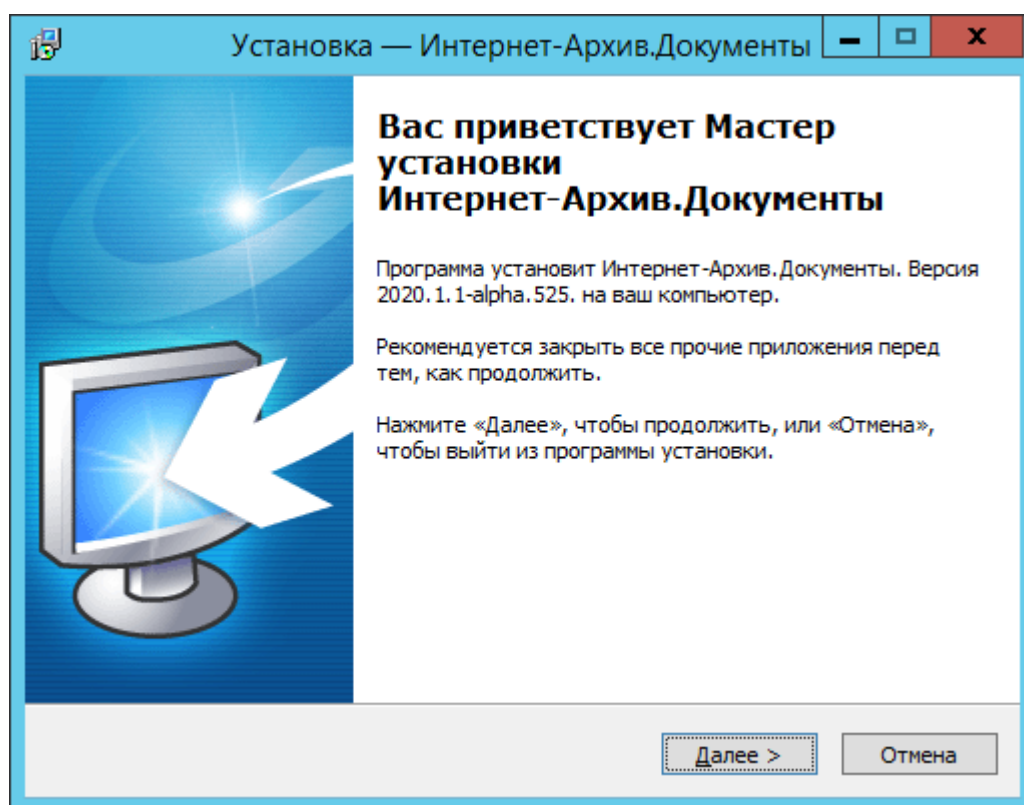 Установка — Интернет-Архив.Документы
Вас приветствует Мастер
установки
Интернет-Архив.Документы
Программа установит Интернет-Архив.Документы. Версия
2020.1.1-alpha.525. на ваш компьютер.
Рекомендуется закрыть все прочие приложения перед
тем, как продолжить.
Нажмите «Далее», чтобы продолжить, или «Отмена»,
чтобы выйти из программы установки.
Далее >
Отмена